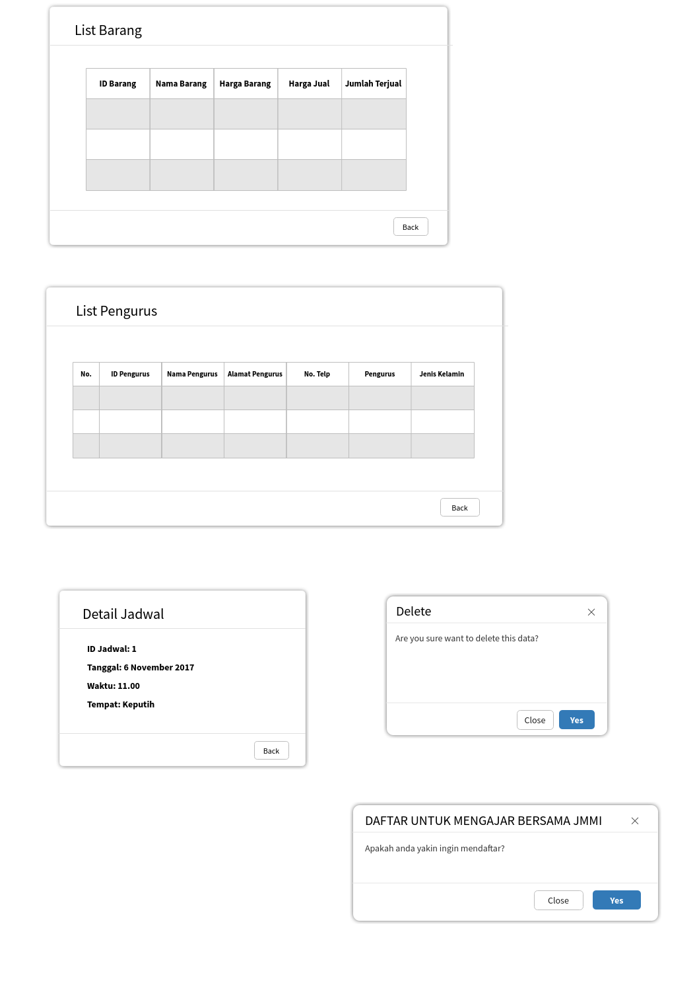 List Barang
ID Barang Nama Barang Harga Barang Harga Jual Jumlah Terjual
Back
List Pengurus
No. ID Pengurus Nama Pengurus Alamat Pengurus No. Telp Pengurus Jenis Kelamin
Back
Detail Jadwal
ID Jadwal: 1
Tanggal: 6 November 2017
Waktu: 11.00
Tempat: Keputih
Back
Delete
Are you sure want to delete this data?
Close Yes
DAFTAR UNTUK MENGAJAR BERSAMA JMMI
Apakah anda yakin ingin mendaftar?
Close Yes